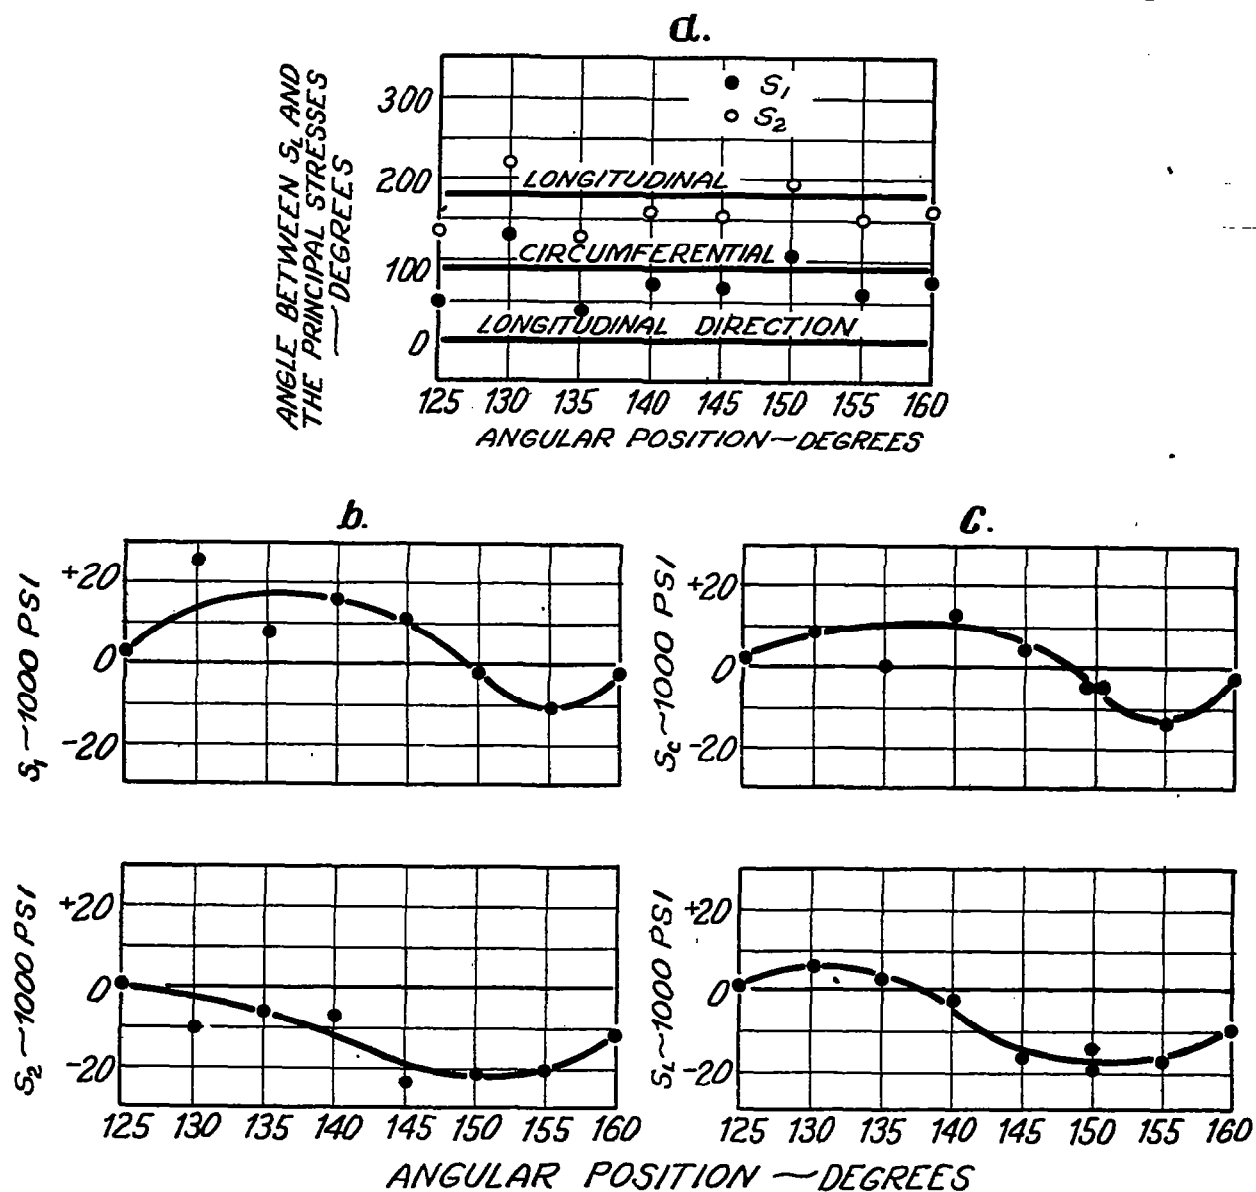 a.
ANGLE BETWEEN SL AND
THE PRINCIPAL STRESSES
—DEGREES
300
200
100
0
S1
S2
LONGITUDINAL
CIRCUMFERENTIAL
LONGITUDINAL DIRECTION
125 130 135 140 145 150 155 160
ANGULAR POSITION~DEGREES
b.
S1~1000 PSI
+20
0
-20
c.
Sc~1000 PSI
+20
0
-20
S2~1000 PSI
+20
0
-20
125 130 135 140 145 150 155 160
SL~1000 PSI
+20
0
-20
125 130 135 140 145 150 155 160
ANGULAR POSITION ~DEGREES